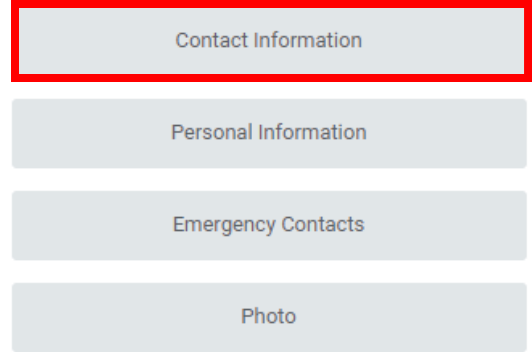 Contact Information
Personal Information
Emergency Contacts
Photo